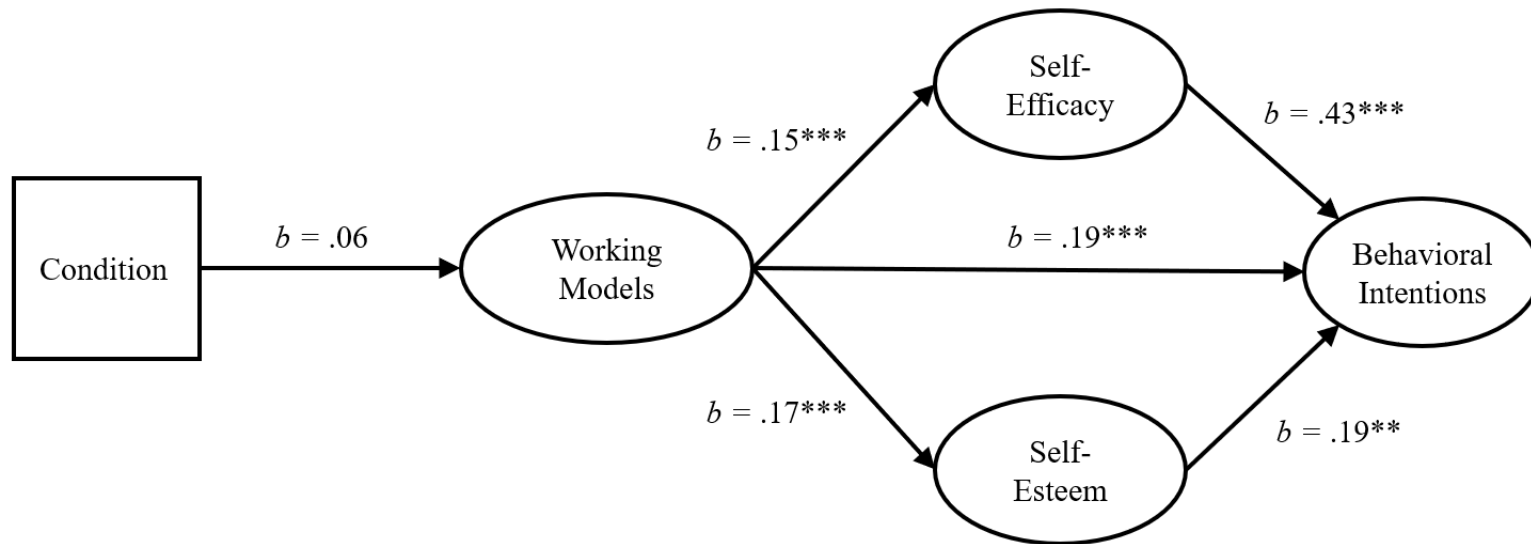 Self-
Efficacy
b = .15***
b = .43***
Condition
b = .06
Working
Models
b = .19***
Behavioral
Intentions
b = .17***
Self-
Esteem
b = .19**